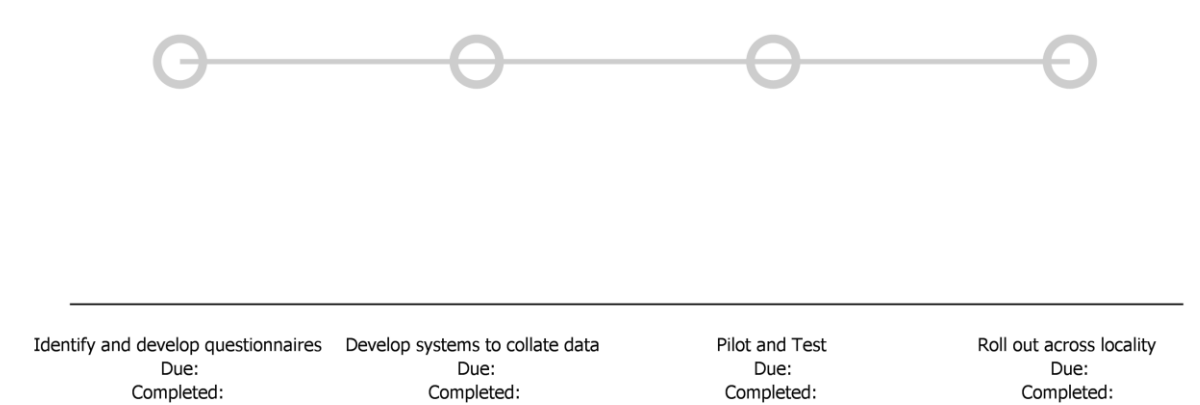 Identify and develop questionnaires
Due:
Completed:
Develop systems to collate data
Due:
Completed:
Pilot and Test
Due:
Completed:
Roll out across locality
Due:
Completed: